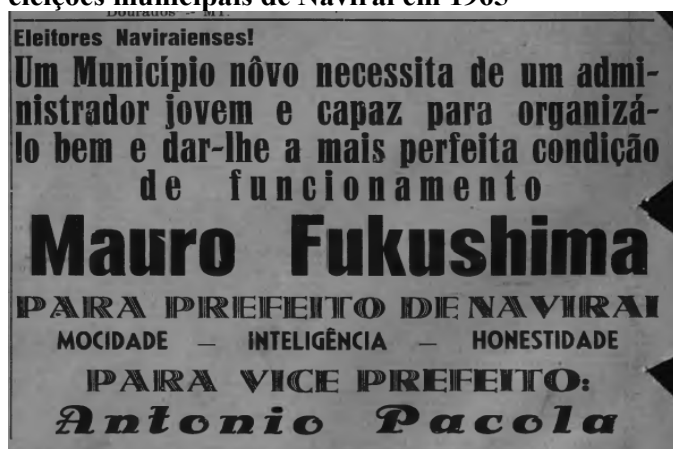 eleições municipais de Naviraí em 1965
Dourados -- MT.
Eleitores Naviraienses!
Um Município nôvo necessita de um admi-
nistrador jovem e capaz para organizá-
lo bem e dar-lhe a mais perfeita condição
de funcionamento
Mauro Fukushima
PARA PREFEITO DE NAVIRAI
MOCIDADE — INTELIGÊNCIA — HONESTIDADE
PARA VICE PREFEITO:
Antonio Pacola